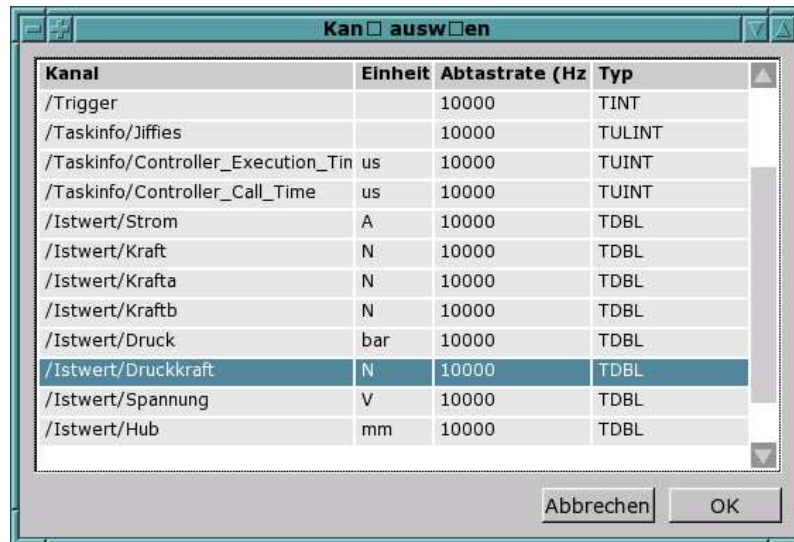 Kan□ ausw□en
Kanal Einheit Abtastrate (Hz Typ
/Trigger 10000 TINT
/Taskinfo/Jiffies 10000 TULINT
/Taskinfo/Controller_Execution_Tin us 10000 TUINT
/Taskinfo/Controller_Call_Time us 10000 TUINT
/Istwert/Strom A 10000 TDBL
/Istwert/Kraft N 10000 TDBL
/Istwert/Krafta N 10000 TDBL
/Istwert/Kraftb N 10000 TDBL
/Istwert/Druck bar 10000 TDBL
/Istwert/Druckkraft N 10000 TDBL
/Istwert/Spannung V 10000 TDBL
/Istwert/Hub mm 10000 TDBL
Abbrechen OK